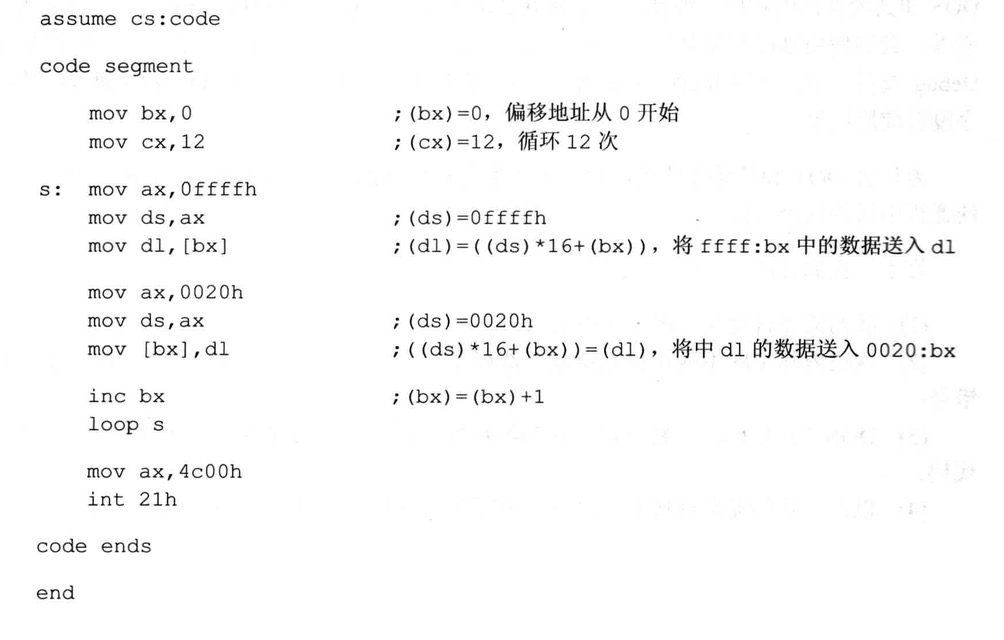 assume cs:code
code segment
mov bx,0 ;(bx)=0，偏移地址从 0 开始
mov cx,12 ;(cx)=12，循环 12 次
s: mov ax,0ffffh
mov ds,ax ;(ds)=0ffffh
mov dl,[bx] ;(dl)=((ds)*16+(bx))，将 ffff:bx 中的数据送入 dl
mov ax,0020h
mov ds,ax ;(ds)=0020h
mov [bx],dl ;((ds)*16+(bx))=(dl)，将中 dl 的数据送入 0020:bx
inc bx ;(bx)=(bx)+1
loop s
mov ax,4c00h
int 21h
code ends
end